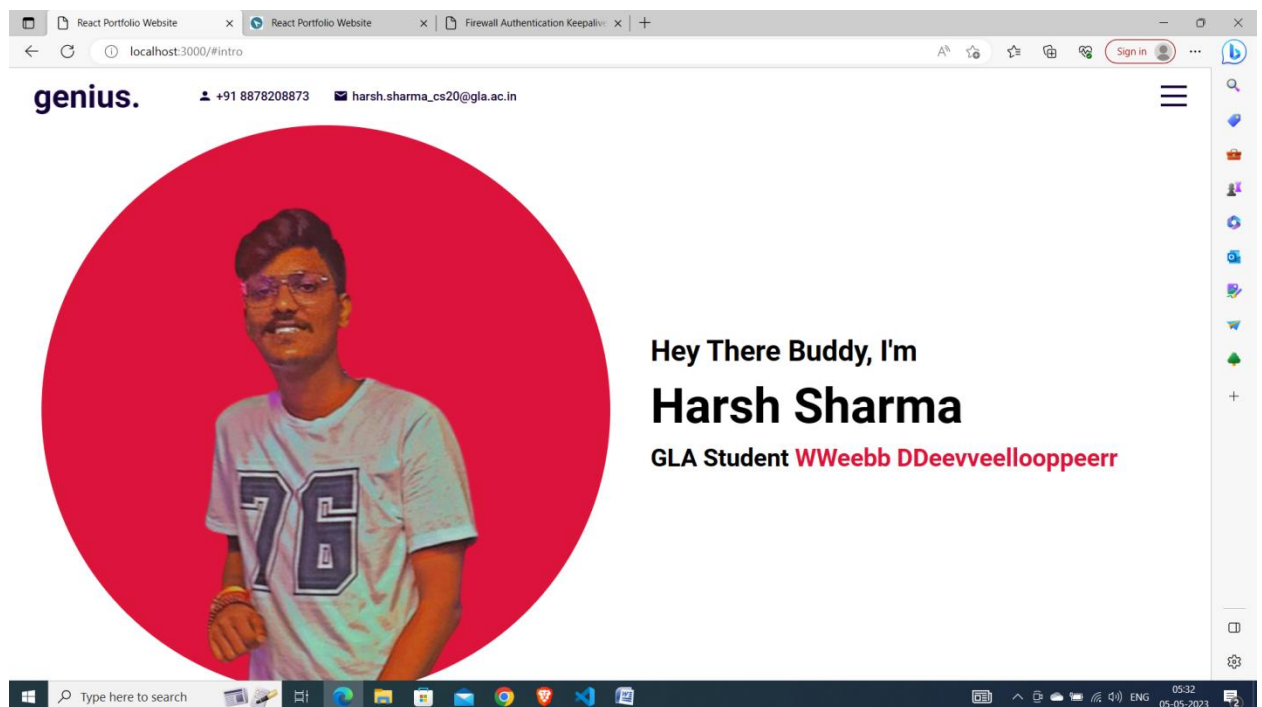 React Portfolio Website
React Portfolio Website
Firewall Authentication Keepalive
localhost:3000/#intro
Sign in
genius.
+91 8878208873
harsh.sharma_cs20@gla.ac.in
Hey There Buddy, I'm
Harsh Sharma
GLA Student WWeebb DDeevveellooppeerr
76
Type here to search
ENG
05:32
05-05-2023
2